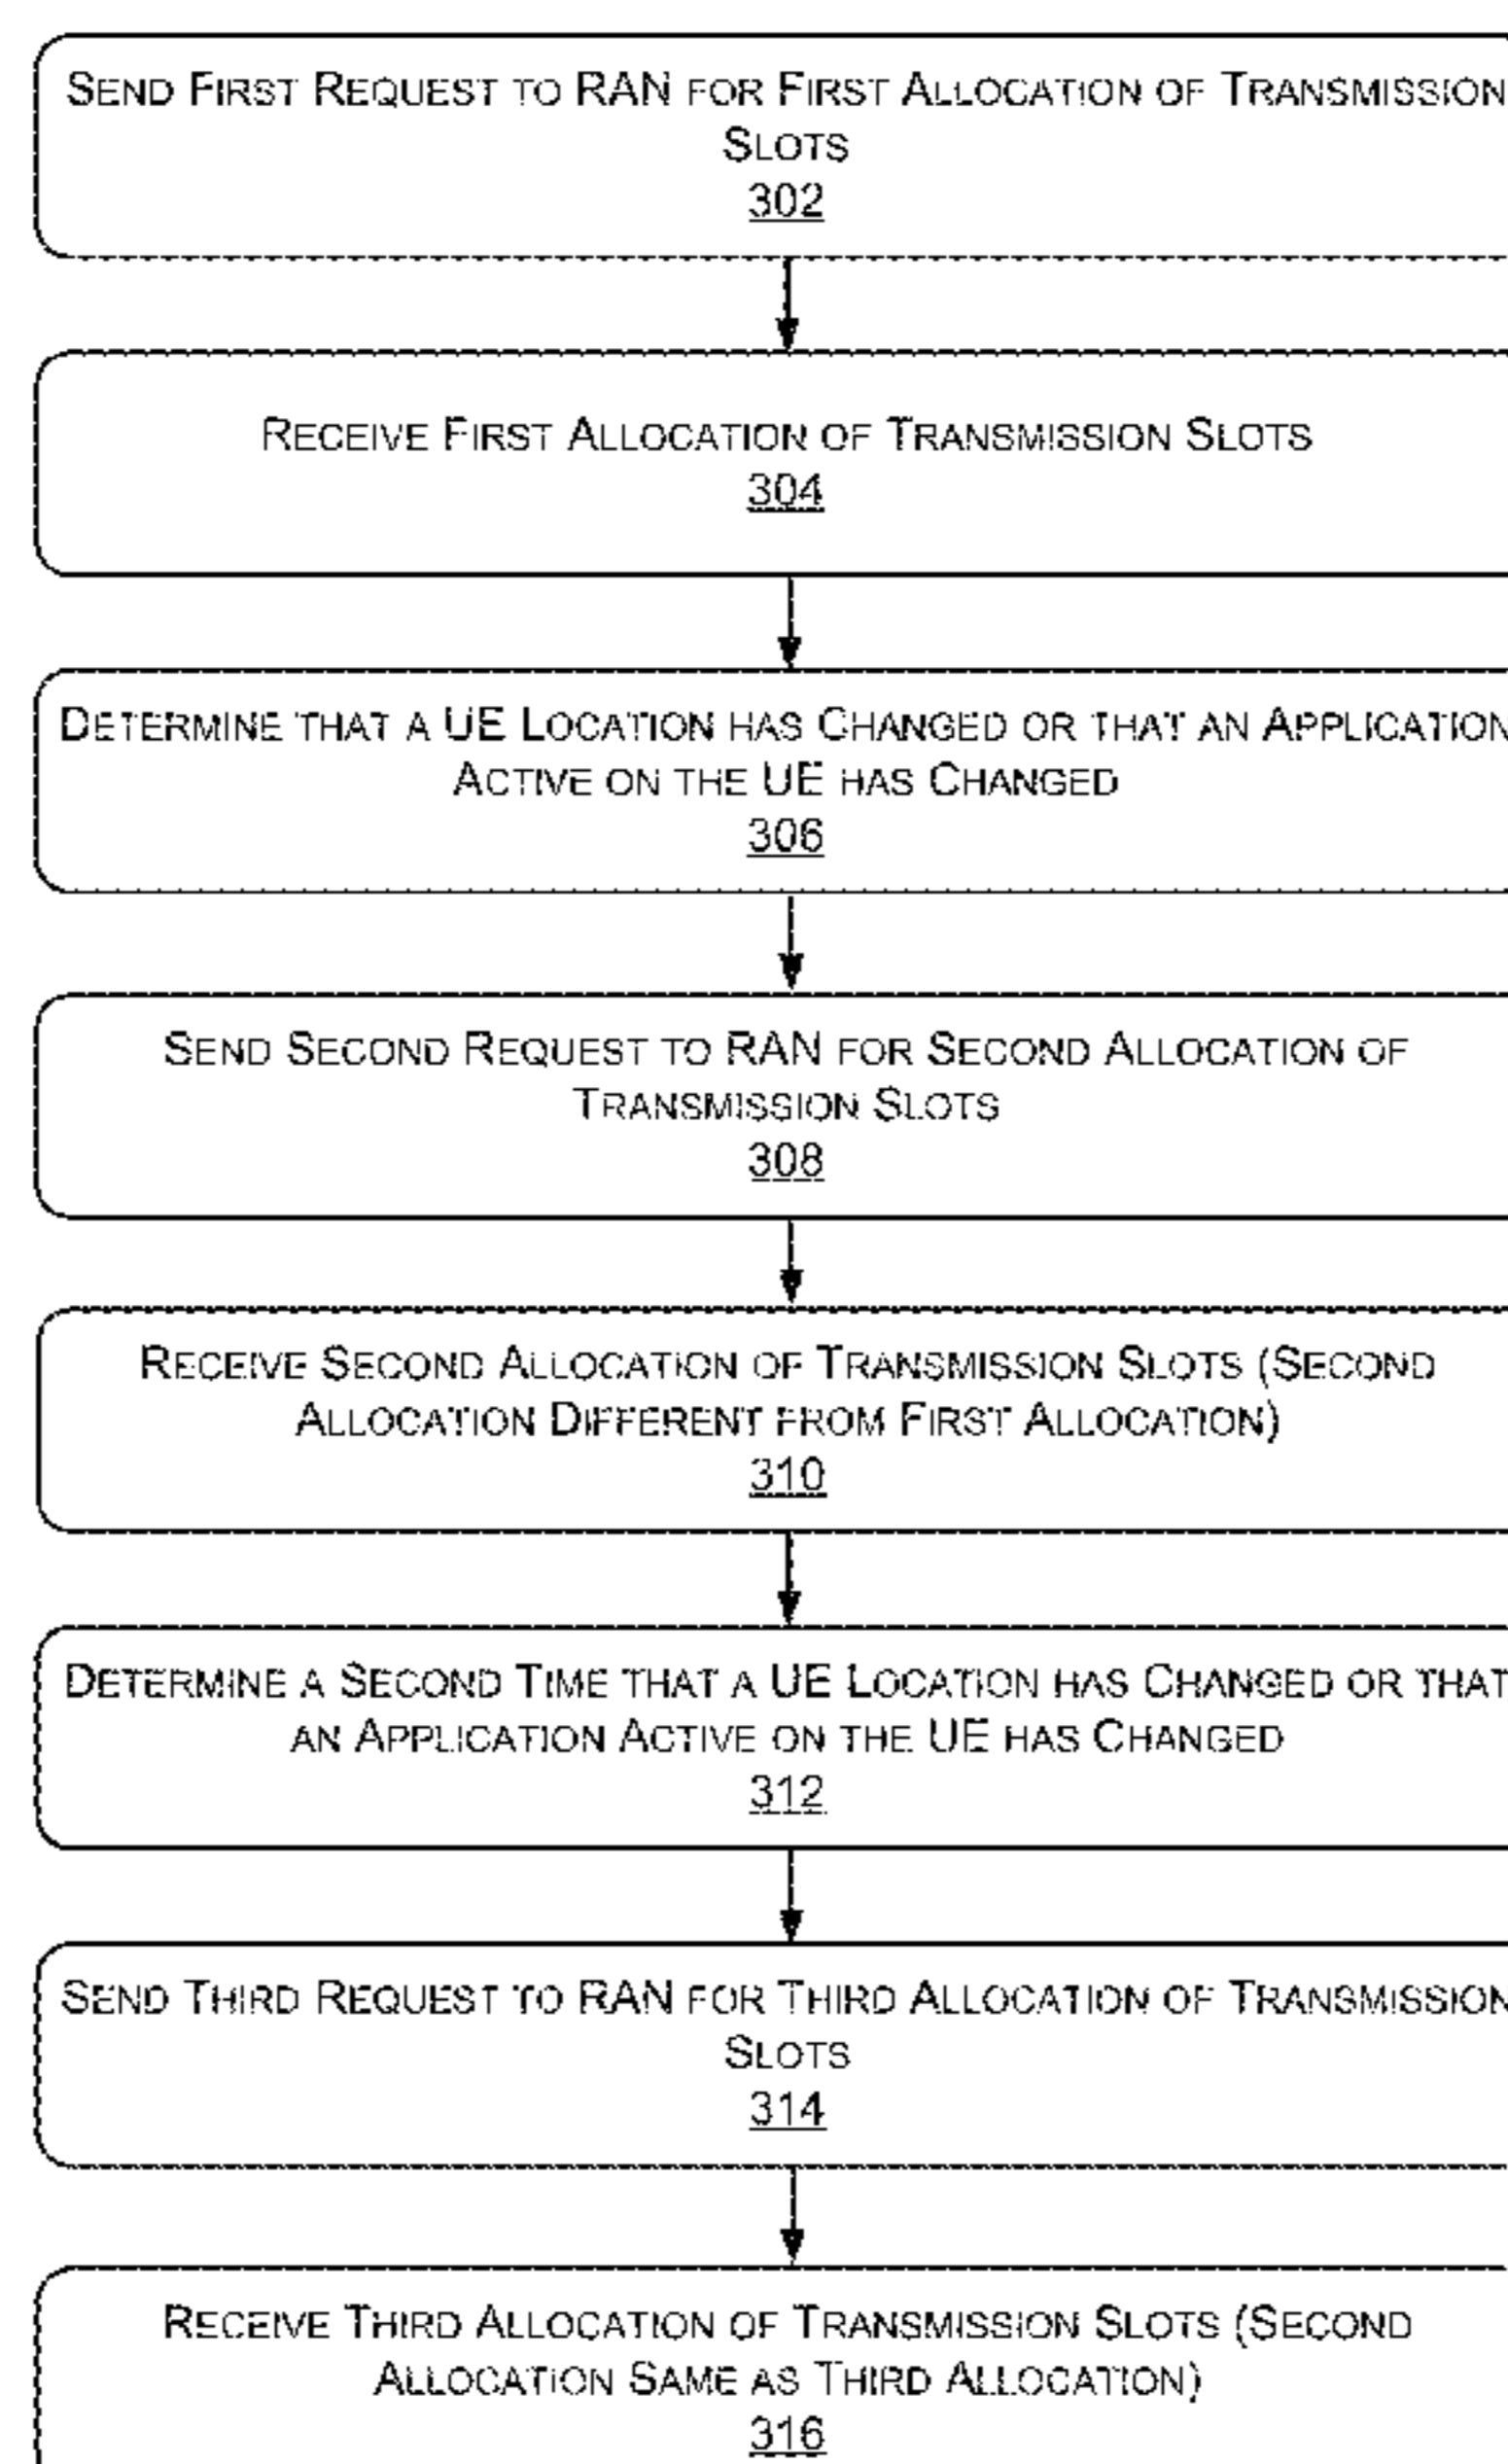 SEND FIRST REQUEST TO RAN FOR FIRST ALLOCATION OF TRANSMISSION
SLOTS
302
RECEIVE FIRST ALLOCATION OF TRANSMISSION SLOTS
304
DETERMINE THAT A UE LOCATION HAS CHANGED OR THAT AN APPLICATION
ACTIVE ON THE UE HAS CHANGED
306
SEND SECOND REQUEST TO RAN FOR SECOND ALLOCATION OF
TRANSMISSION SLOTS
308
RECEIVE SECOND ALLOCATION OF TRANSMISSION SLOTS (SECOND
ALLOCATION DIFFERENT FROM FIRST ALLOCATION)
310
DETERMINE A SECOND TIME THAT A UE LOCATION HAS CHANGED OR THAT
AN APPLICATION ACTIVE ON THE UE HAS CHANGED
312
SEND THIRD REQUEST TO RAN FOR THIRD ALLOCATION OF TRANSMISSION
SLOTS
314
RECEIVE THIRD ALLOCATION OF TRANSMISSION SLOTS (SECOND
ALLOCATION SAME AS THIRD ALLOCATION)
316